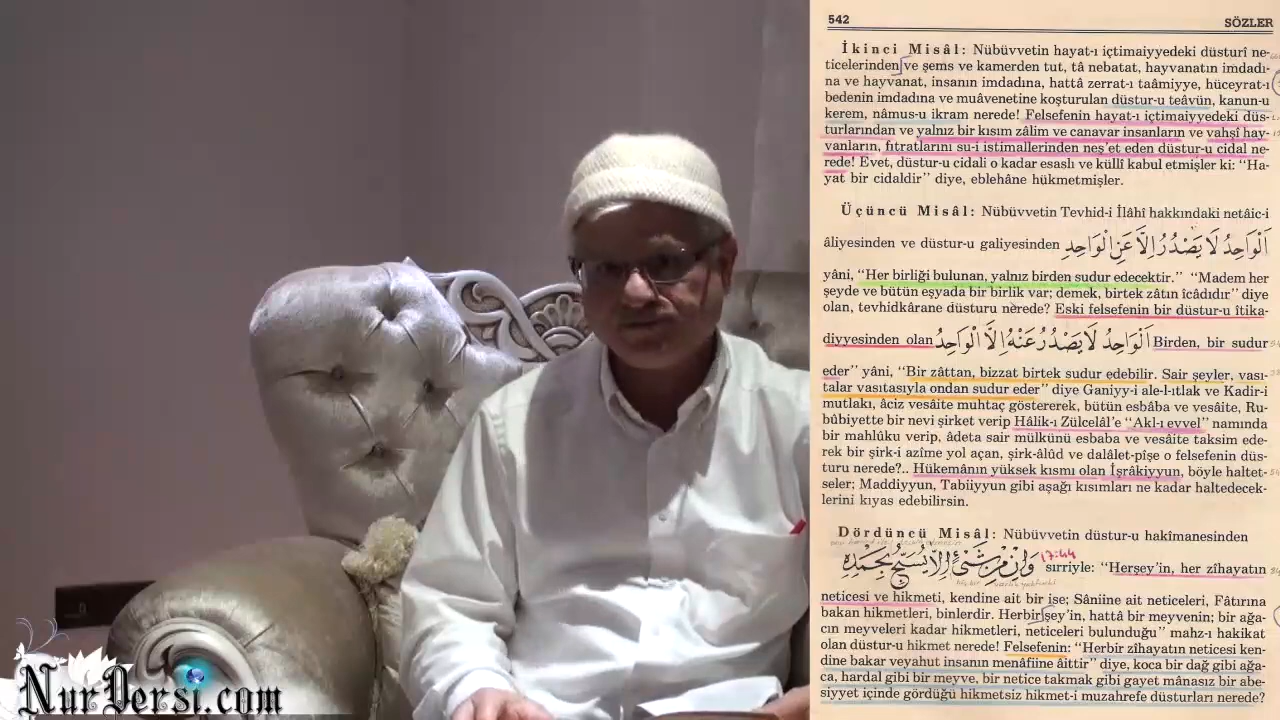 542 SÖZLER
İkinci Misâl: Nübüvvetin hayat-ı içtimaiyyedeki düsturî ne-
ticelerinden ve şems ve kamerden tut, tâ nebatat, hayvanatın imdadı-
na ve hayvanat, insanın imdadına, hattâ zerrat-ı taâmiyye, hüceyrat-ı
bedenin imdadına ve muâvenetine koşturulan düstur-u teâvün, kanun-u
kerem, nâmus-u ikram nerede! Felsefenin hayat-ı içtimaiyyedeki düs-
turlarından ve yalnız bir kısım zâlim ve canavar insanların ve vahşî hay-
vanların, fıtratlarını su-i istimallerinden neş'et eden düstur-u cidal ne-
rede! Evet, düstur-u cidali o kadar esaslı ve küllî kabul etmişler ki: "Ha-
yat bir cidaldir" diye, eblehâne hükmetmişler.
Üçüncü Misâl: Nübüvvetin Tevhid-i İlâhî hakkındaki netâic-i
âliyesinden ve düstur-u galiyesinden اَلْوَاحِدُ لَا يَصْدُرُ اِلَّا عَنِ الْوَاحِدِ
yâni, "Her birliği bulunan, yalnız birden sudur edecektir." "Madem her
şeyde ve bütün eşyada bir birlik var; demek, birtek zâtın îcâdıdır" diye
olan, tevhidkârane düsturu nerede? Eski felsefenin bir düstur-u îtika-
diyyesinden olan اَلْوَاحِدُ لَا يَصْدُرُ عَنْهُ اِلَّا الْوَاحِدُ Birden, bir sudur
eder" yâni, "Bir zâttan, bizzat birtek sudur edebilir. Sair şeyler, vası-
talar vasıtasıyla ondan sudur eder" diye Ganiyy-i ale-l-ıtlak ve Kadir-i
mutlakı, âciz vesâite muhtaç göstererek, bütün esbâba ve vesâite, Ru-
bûbiyette bir nevi şirket verip Hâlik-ı Zülcelâl'e "Akl-ı evvel" namında
bir mahlûku verip, âdeta sair mülkünü esbaba ve vesâite taksim ede-
rek bir şirk-i azîme yol açan, şirk-âlûd ve dalâlet-pîşe o felsefenin düs-
turu nerede?.. Hükemânın yüksek kısmı olan İşrâkiyyun, böyle haltet-
seler; Maddiyyun, Tabiiyyun gibi aşağı kısımları ne kadar haltedecek-
lerini kıyas edebilirsin.
Dördüncü Misâl: Nübüvvetin düstur-u hakîmanesinden
وَاِنْ مِنْ شَيْءٍ اِلَّا يُسَبِّحُ بِحَمْدِهِ 17:44 sırriyle: "Herşey'in, her zîhayatın
neticesi ve hikmeti, kendine ait bir ise; Sâniine ait neticeleri, Fâtırına
bakan hikmetleri, binlerdir. Herbir şey'in, hattâ bir meyvenin; bir ağa-
cın meyveleri kadar hikmetleri, neticeleri bulunduğu" mahz-ı hakikat
olan düstur-u hikmet nerede! Felsefenin: "Herbir zîhayatın neticesi ken-
dine bakar veyahut insanın menâfiine âittir" diye, koca bir dağ gibi ağa-
ca, hardal gibi bir meyve, bir netice takmak gibi gayet mânasız bir abe-
siyyet içinde gördüğü hikmetsiz hikmet-i muzahrefe düsturları nerede?
NurDersi.com